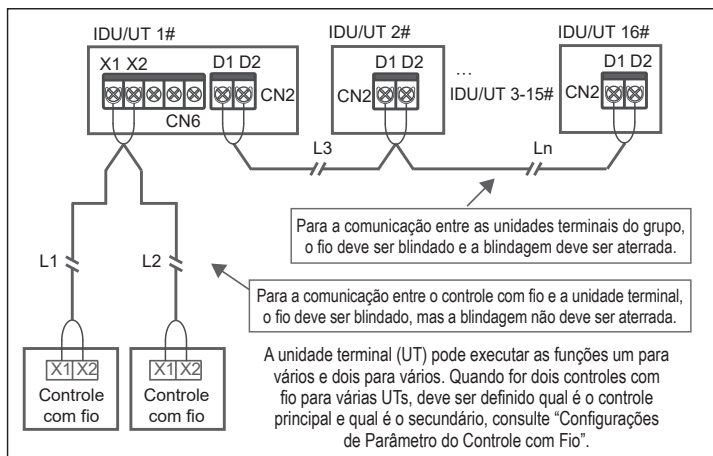 IDU/UT 1#
IDU/UT 2#
IDU/UT 16#
X1 X2
D1 D2
D1 D2
D1 D2
CN2
CN2
CN2
CN6
...
IDU/UT 3-15#
L3
Ln
Para a comunicação entre as unidades terminais do grupo,
o fio deve ser blindado e a blindagem deve ser aterrada.
L1
L2
Para a comunicação entre o controle com fio e a unidade terminal,
o fio deve ser blindado, mas a blindagem não deve ser aterrada.
X1 X2
Controle
com fio
X1 X2
Controle
com fio
A unidade terminal (UT) pode executar as funções um para
vários e dois para vários. Quando for dois controles com
fio para várias UTs, deve ser definido qual é o controle
principal e qual é o secundário, consulte “Configurações
de Parâmetro do Controle com Fio”.